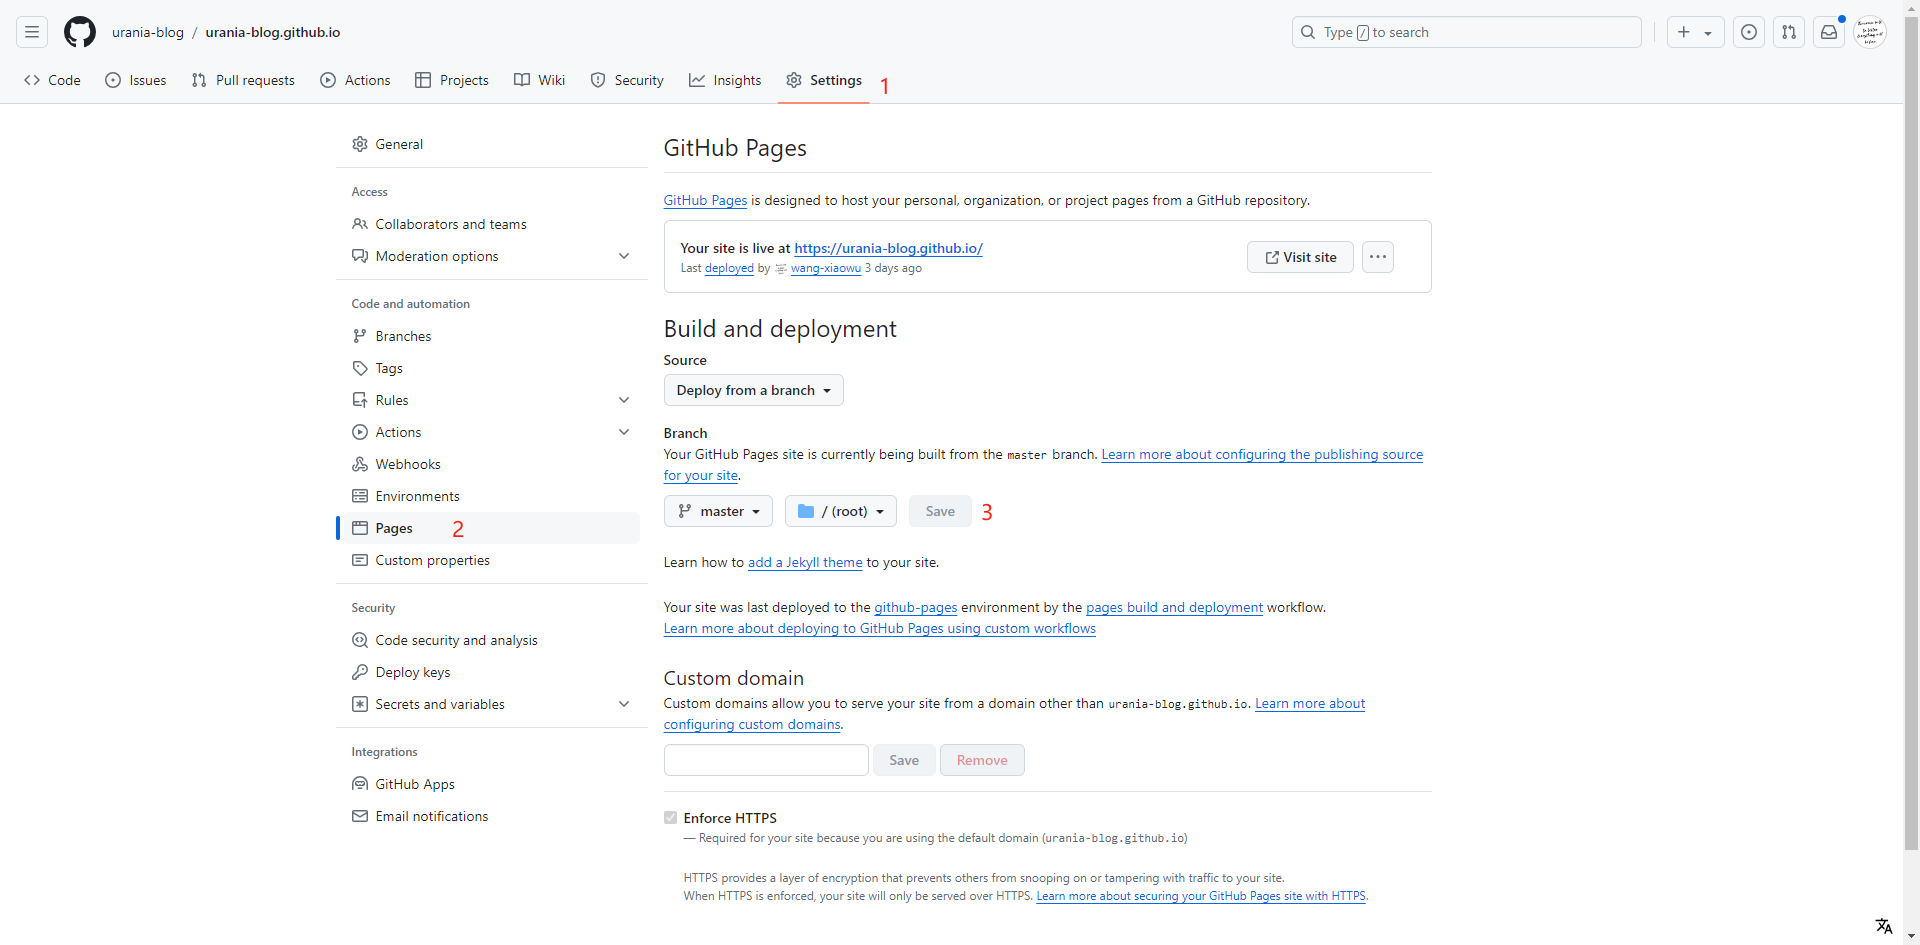 urania-blog / urania-blog.github.io
Type / to search
Code Issues Pull requests Actions Projects Wiki Security Insights Settings 1
General
Access
Collaborators and teams
Moderation options
Code and automation
Branches
Tags
Rules
Actions
Webhooks
Environments
Pages 2
Custom properties
Security
Code security and analysis
Deploy keys
Secrets and variables
Integrations
GitHub Apps
Email notifications
GitHub Pages
GitHub Pages is designed to host your personal, organization, or project pages from a GitHub repository.
Your site is live at https://urania-blog.github.io/
Last deployed by wang-xiaowu 3 days ago
Visit site
Build and deployment
Source
Deploy from a branch
Branch
Your GitHub Pages site is currently being built from the master branch. Learn more about configuring the publishing source
for your site.
master / (root) Save 3
Learn how to add a Jekyll theme to your site.
Your site was last deployed to the github-pages environment by the pages build and deployment workflow.
Learn more about deploying to GitHub Pages using custom workflows
Custom domain
Custom domains allow you to serve your site from a domain other than urania-blog.github.io. Learn more about
configuring custom domains.
Save Remove
Enforce HTTPS
— Required for your site because you are using the default domain (urania-blog.github.io)
HTTPS provides a layer of encryption that prevents others from snooping on or tampering with traffic to your site.
When HTTPS is enforced, your site will only be served over HTTPS. Learn more about securing your GitHub Pages site with HTTPS.